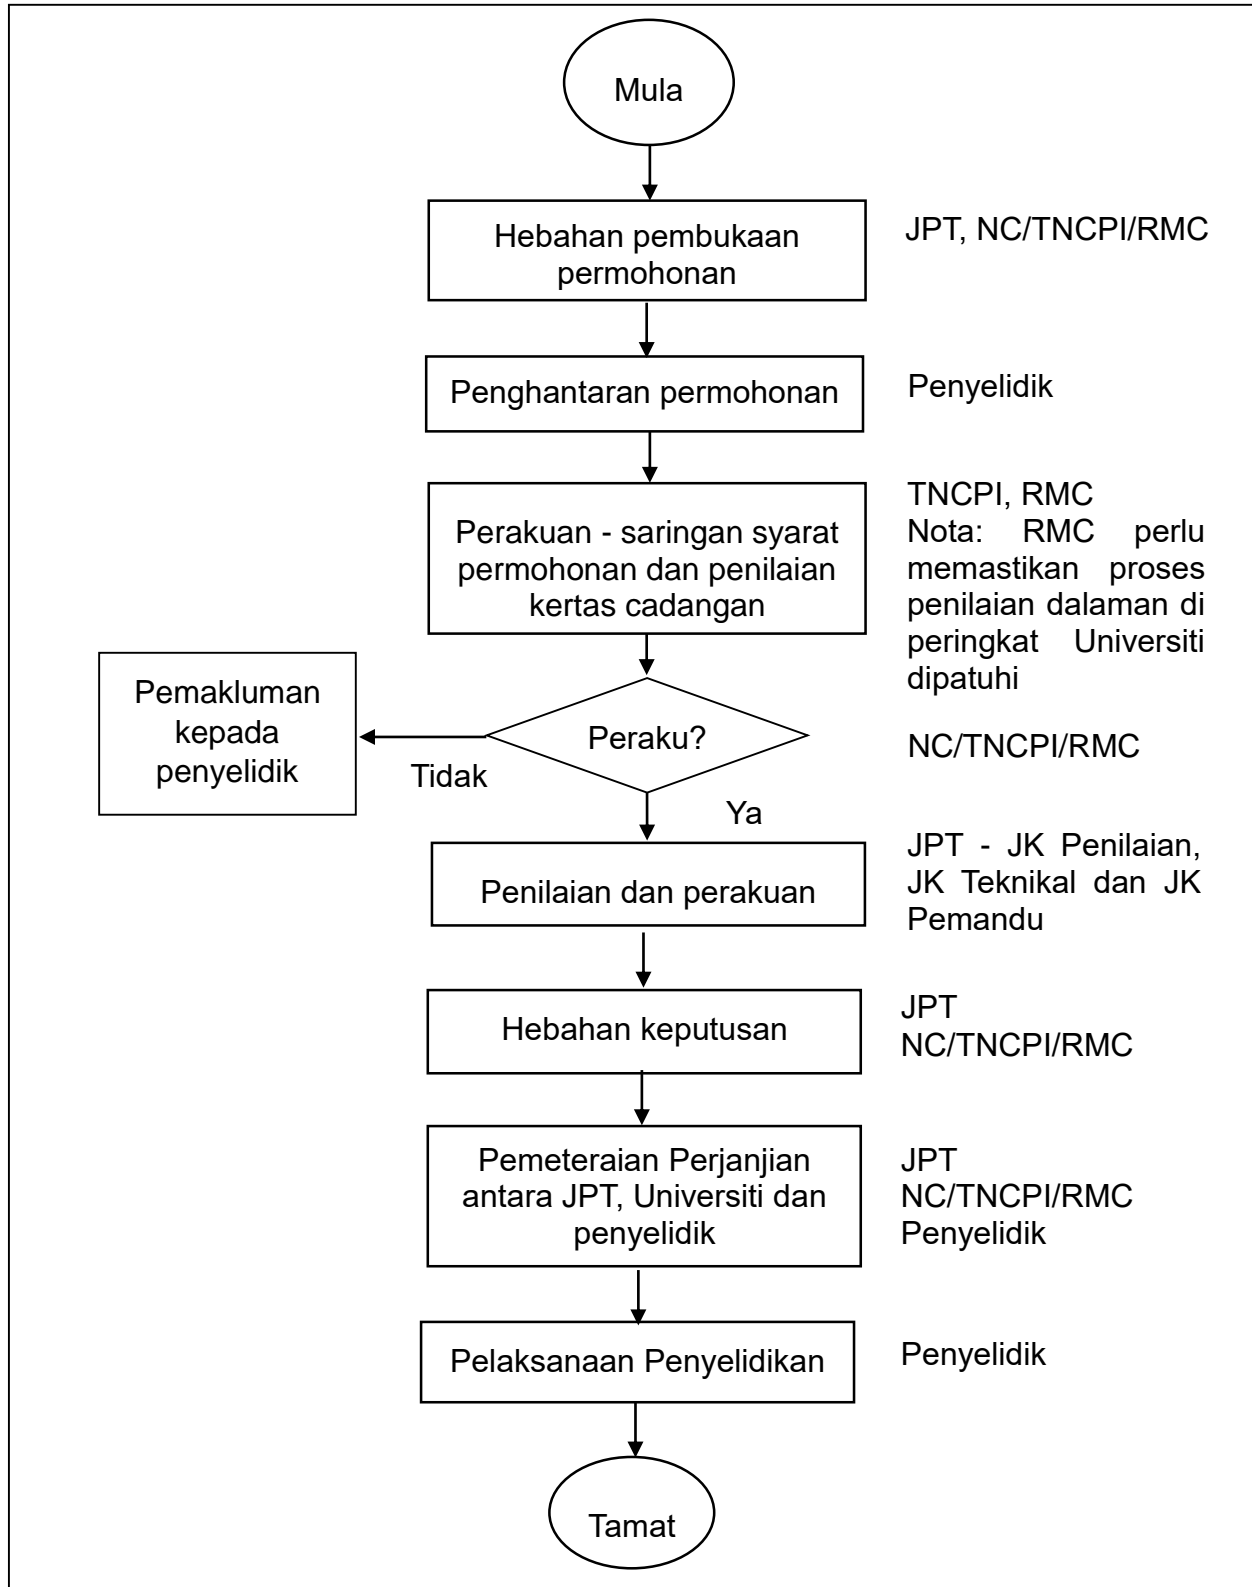 Mula
Hebahan pembukaan
permohonan
JPT, NC/TNCPI/RMC
Penghantaran permohonan
Penyelidik
Perakuan - saringan syarat
permohonan dan penilaian
kertas cadangan
TNCPI, RMC
Nota: RMC perlu
memastikan proses
penilaian dalaman di
peringkat Universiti
dipatuhi
Pemakluman
kepada
penyelidik
Tidak
Peraku?
NC/TNCPI/RMC
Ya
Penilaian dan perakuan
JPT - JK Penilaian,
JK Teknikal dan JK
Pemandu
Hebahan keputusan
JPT
NC/TNCPI/RMC
Pemeteraian Perjanjian
antara JPT, Universiti dan
penyelidik
JPT
NC/TNCPI/RMC
Penyelidik
Pelaksanaan Penyelidikan
Penyelidik
Tamat